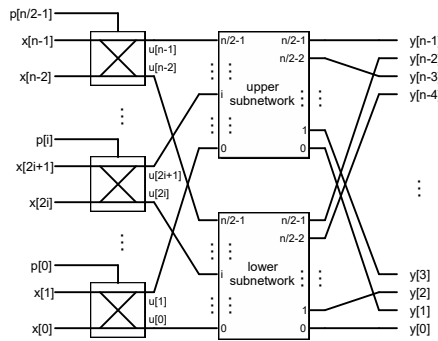 p[n/2-1]
x[n-1] u[n-1] n/2-1 n/2-1 y[n-1
x[n-2] u[n-2] n/2-2 y[n-2
y[n-3
upper
subnetwork
i y[n-4
p[i]
x[2i+1] u[2i+1] 1
0 0
x[2i] u[2i]
n/2-1 n/2-1
n/2-2
p[0]
lower
subnetwork
i y[3]
x[1] u[1] y[2]
1 y[1]
x[0] u[0] 0 0 y[0]